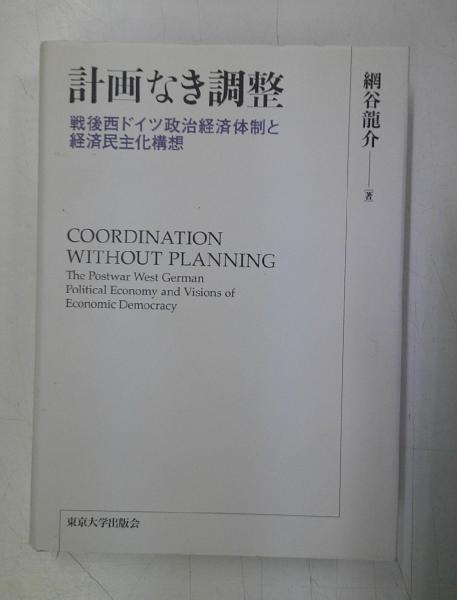 計画なき調整
戦後西ドイツ政治経済体制と
経済民主化構想
網谷龍介—[著]
COORDINATION
WITHOUT PLANNING
The Postwar West German
Political Economy and Visions of
Economic Democracy
東京大学出版会